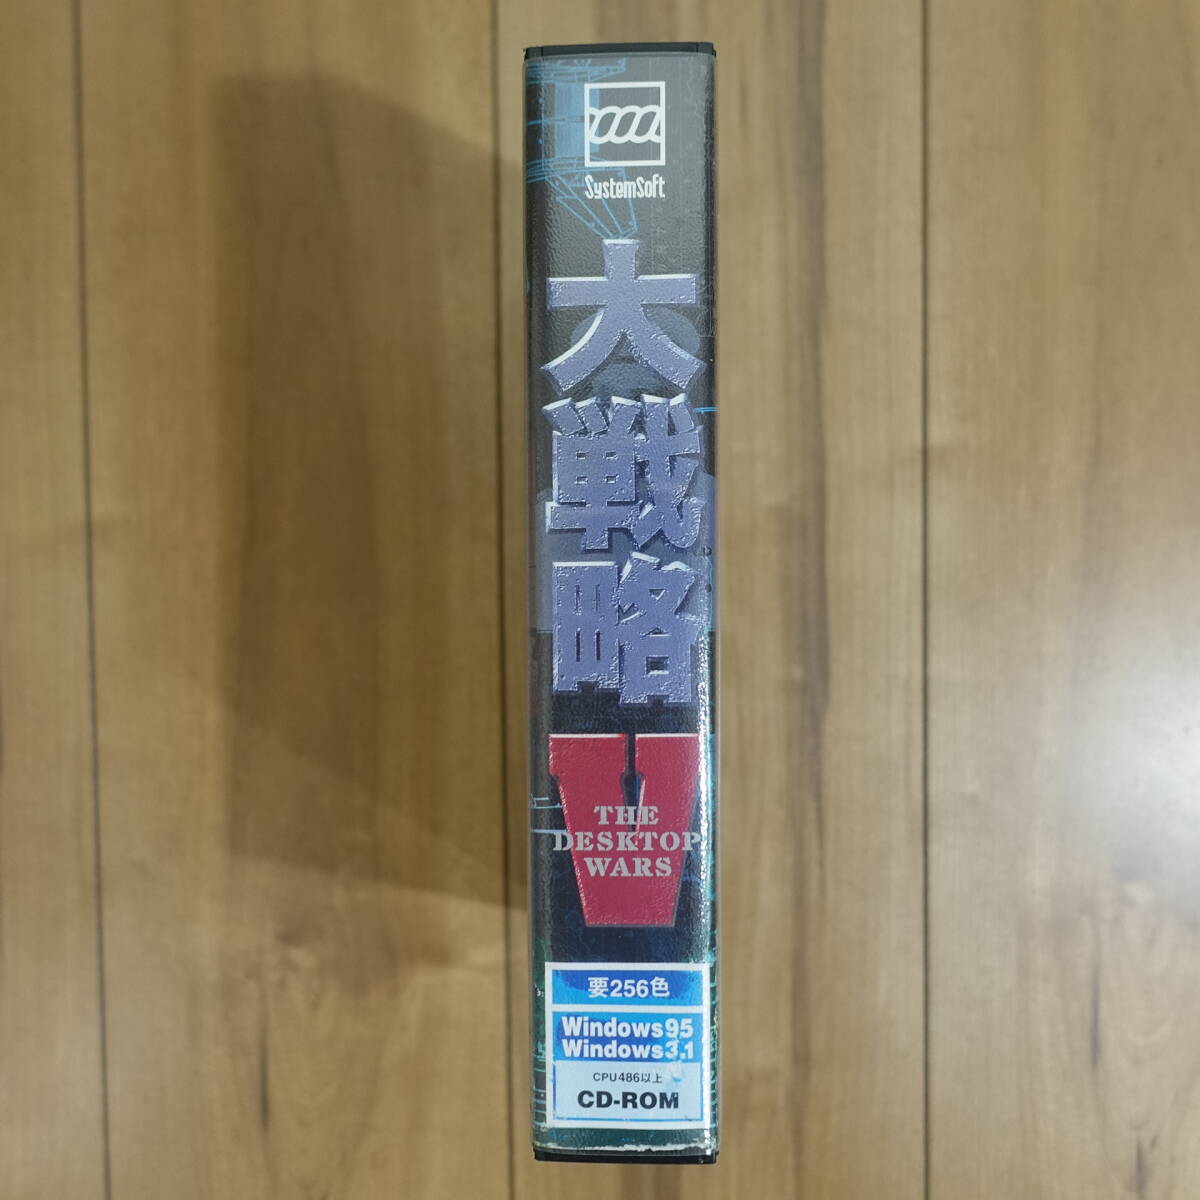 SystemSoft
大戦略
V
THE
DESKTOP
WARS
要256色
Windows95
Windows3.1
CPU486以上
CD-ROM